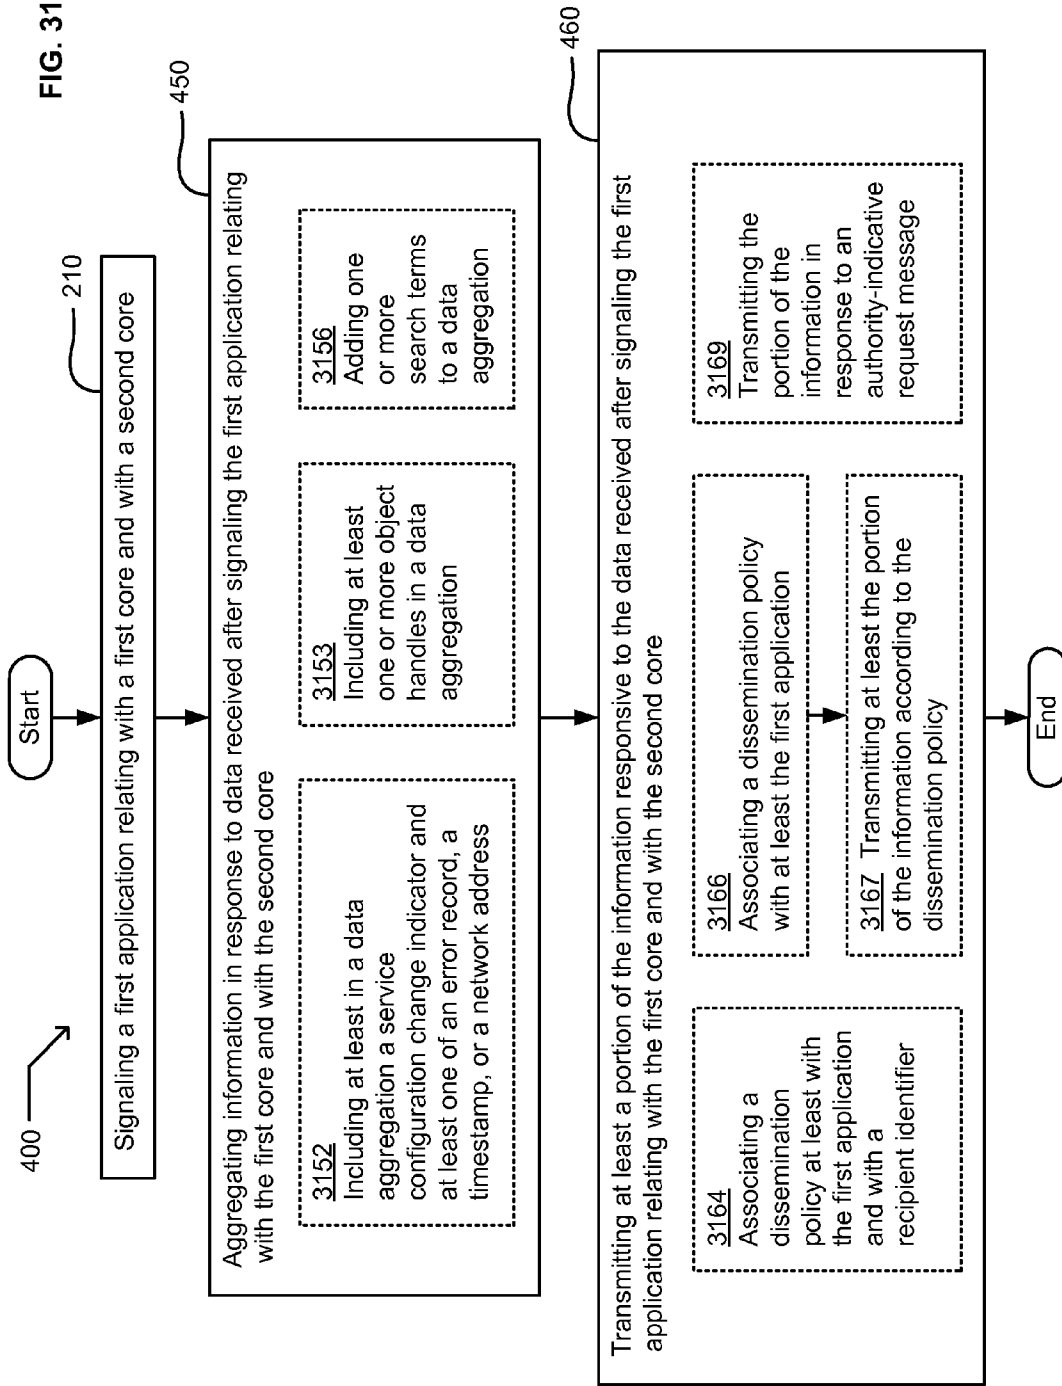 FIG. 31
400
Start
210
Signaling a first application relating with a first core and with a second core
450
Aggregating information in response to data received after signaling the first application relating
with the first core and with the second core
3152
Including at least in a data
aggregation a service
configuration change indicator and
at least one of an error record, a
timestamp, or a network address
3153
Including at least
one or more object
handles in a data
aggregation
3156
Adding one
or more
search terms
to a data
aggregation
460
Transmitting at least a portion of the information responsive to the data received after signaling the first
application relating with the first core and with the second core
3164
Associating a
dissemination
policy at least with
the first application
and with a
recipient identifier
3166
Associating a dissemination policy
with at least the first application
3167 Transmitting at least the portion
of the information according to the
dissemination policy
3169
Transmitting the
portion of the
information in
response to an
authority-indicative
request message
End